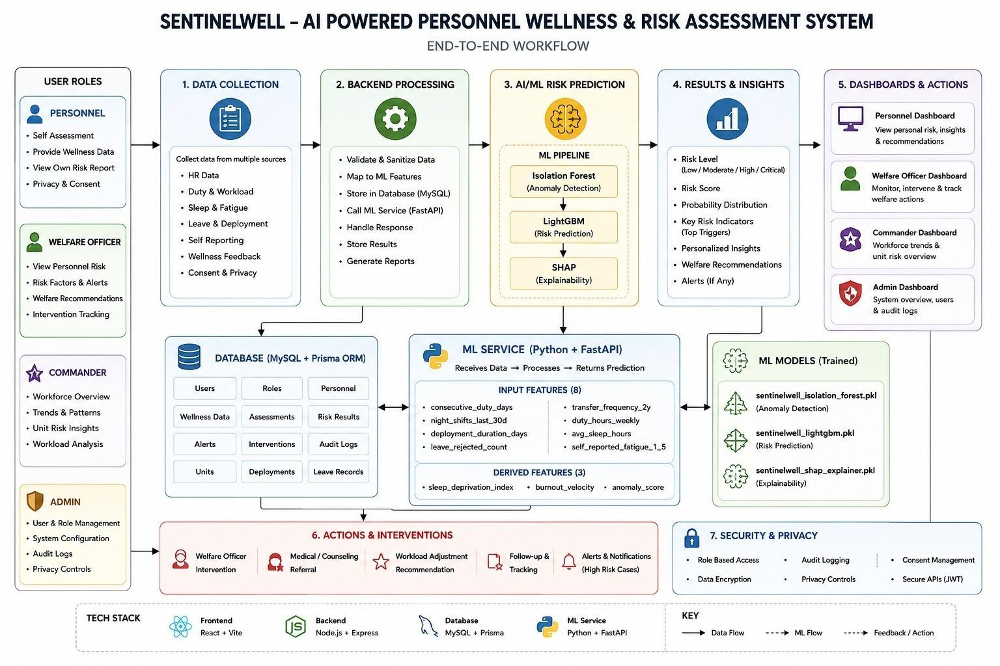 SENTINELWELL – AI POWERED PERSONNEL WELLNESS & RISK ASSESSMENT SYSTEM
END-TO-END WORKFLOW
USER ROLES
PERSONNEL
• Self Assessment
• Provide Wellness Data
• View Own Risk Report
• Privacy & Consent
WELFARE OFFICER
• View Personnel Risk
• Risk Factors & Alerts
• Welfare Recommendations
• Intervention Tracking
COMMANDER
• Workforce Overview
• Trends & Patterns
• Unit Risk Insights
• Workload Analysis
ADMIN
• User & Role Management
• System Configuration
• Audit Logs
• Privacy Controls
1. DATA COLLECTION
Collect data from multiple sources
• HR Data
• Duty & Workload
• Sleep & Fatigue
• Leave & Deployment
• Self Reporting
• Wellness Feedback
• Consent & Privacy
2. BACKEND PROCESSING
• Validate & Sanitize Data
• Map to ML Features
• Store in Database (MySQL)
• Call ML Service (FastAPI)
• Handle Response
• Store Results
• Generate Reports
3. AI/ML RISK PREDICTION
ML PIPELINE
Isolation Forest
(Anomaly Detection)
LightGBM
(Risk Prediction)
SHAP
(Explainability)
4. RESULTS & INSIGHTS
• Risk Level
(Low / Moderate / High / Critical)
• Risk Score
• Probability Distribution
• Key Risk Indicators
(Top Triggers)
• Personalized Insights
• Welfare Recommendations
• Alerts (If Any)
5. DASHBOARDS & ACTIONS
Personnel Dashboard
View personal risk, insights
& recommendations
Welfare Officer Dashboard
Monitor, intervene & track
welfare actions
Commander Dashboard
Workforce trends &
unit risk overview
Admin Dashboard
System overview, users
& audit logs
DATABASE (MySQL + Prisma ORM)
Users Roles Personnel
Wellness Data Assessments Risk Results
Alerts Interventions Audit Logs
Units Deployments Leave Records
ML SERVICE (Python + FastAPI)
Receives Data → Processes → Returns Prediction
INPUT FEATURES (8)
• consecutive_duty_days
• night_shifts_last_30d
• deployment_duration_days
• leave_rejected_count
• transfer_frequency_2y
• duty_hours_weekly
• avg_sleep_hours
• self_reported_fatigue_1_5
DERIVED FEATURES (3)
• sleep_deprivation_index • burnout_velocity • anomaly_score
ML MODELS (Trained)
sentinelwell_isolation_forest.pkl
(Anomaly Detection)
sentinelwell_lightgbm.pkl
(Risk Prediction)
sentinelwell_shap_explainer.pkl
(Explainability)
6. ACTIONS & INTERVENTIONS
Welfare Officer
Intervention
Medical / Counseling
Referral
Workload Adjustment
Recommendation
Follow-up &
Tracking
Alerts & Notifications
(High Risk Cases)
7. SECURITY & PRIVACY
• Role Based Access • Audit Logging • Consent Management
• Data Encryption • Privacy Controls • Secure APIs (JWT)
TECH STACK
Frontend
React + Vite
JS
Backend
Node.js + Express
Database
MySQL + Prisma
ML Service
Python + FastAPI
KEY
Data Flow ML Flow Feedback / Action